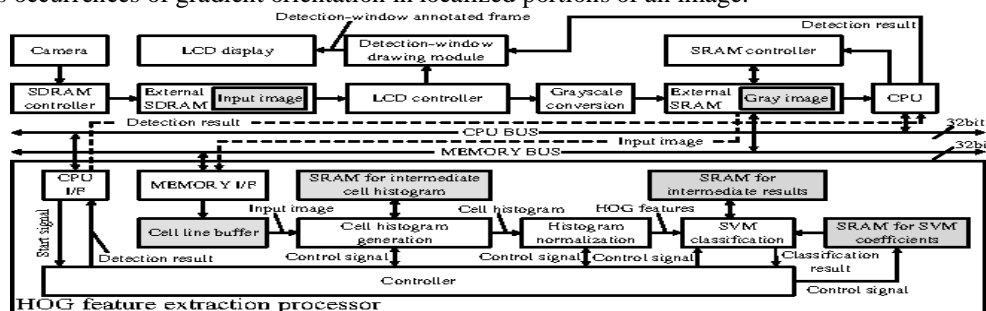 s occurrences of gradient orientation in localized portions of an image.
Detection-window annotated frame
Detection result
Camera
LCD display
Detection-window
drawing module
SRAM controller
SDRAM
controller
External
SDRAM
Input image
LCD controller
Grayscale
conversion
External
SRAM
Gray image
CPU
Detection result
CPU BUS
Input image
32bit
MEMORY BUS
32bit
CPU
I/F
MEMORY I/F
SRAM for intermediate
cell histogram
SRAM for
intermediate results
Start signal
Input image
Cell histogram
HOG features
Cell line buffer
Cell histogram
generation
Histogram
normalization
SVM
classification
SRAM for SVM
coefficients
Detection result
Control signal
Control signal
Control signal
Classification
result
Controller
Control signal
HOG feature extraction processor